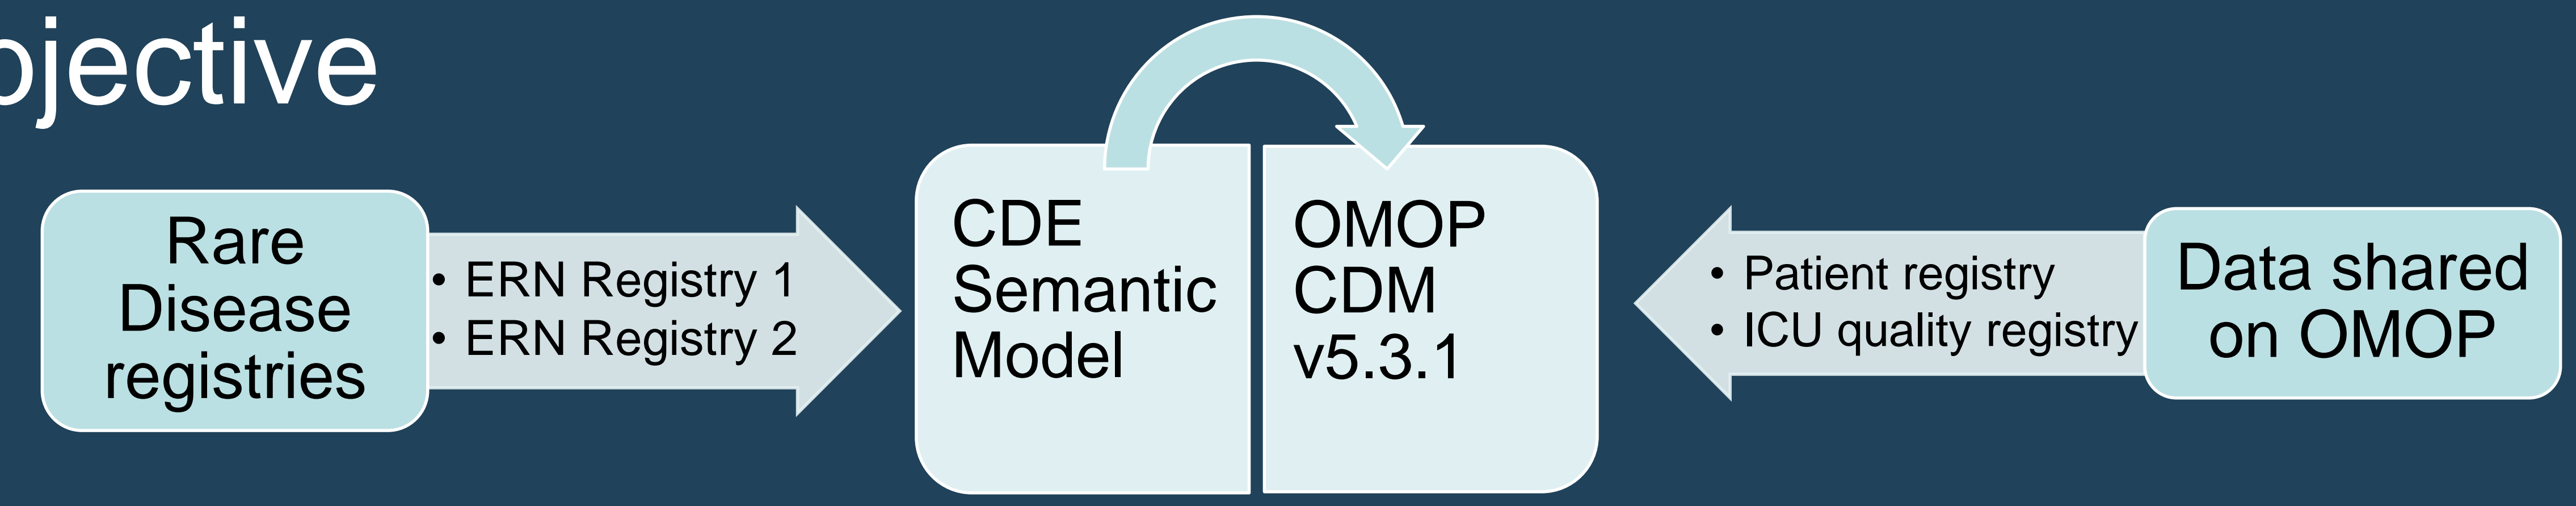 bjective
Rare
Disease
registries
• ERN Registry 1
• ERN Registry 2
CDE
Semantic
Model
OMOP
CDM
v5.3.1
• Patient registry
• ICU quality registry
Data shared
on OMOP